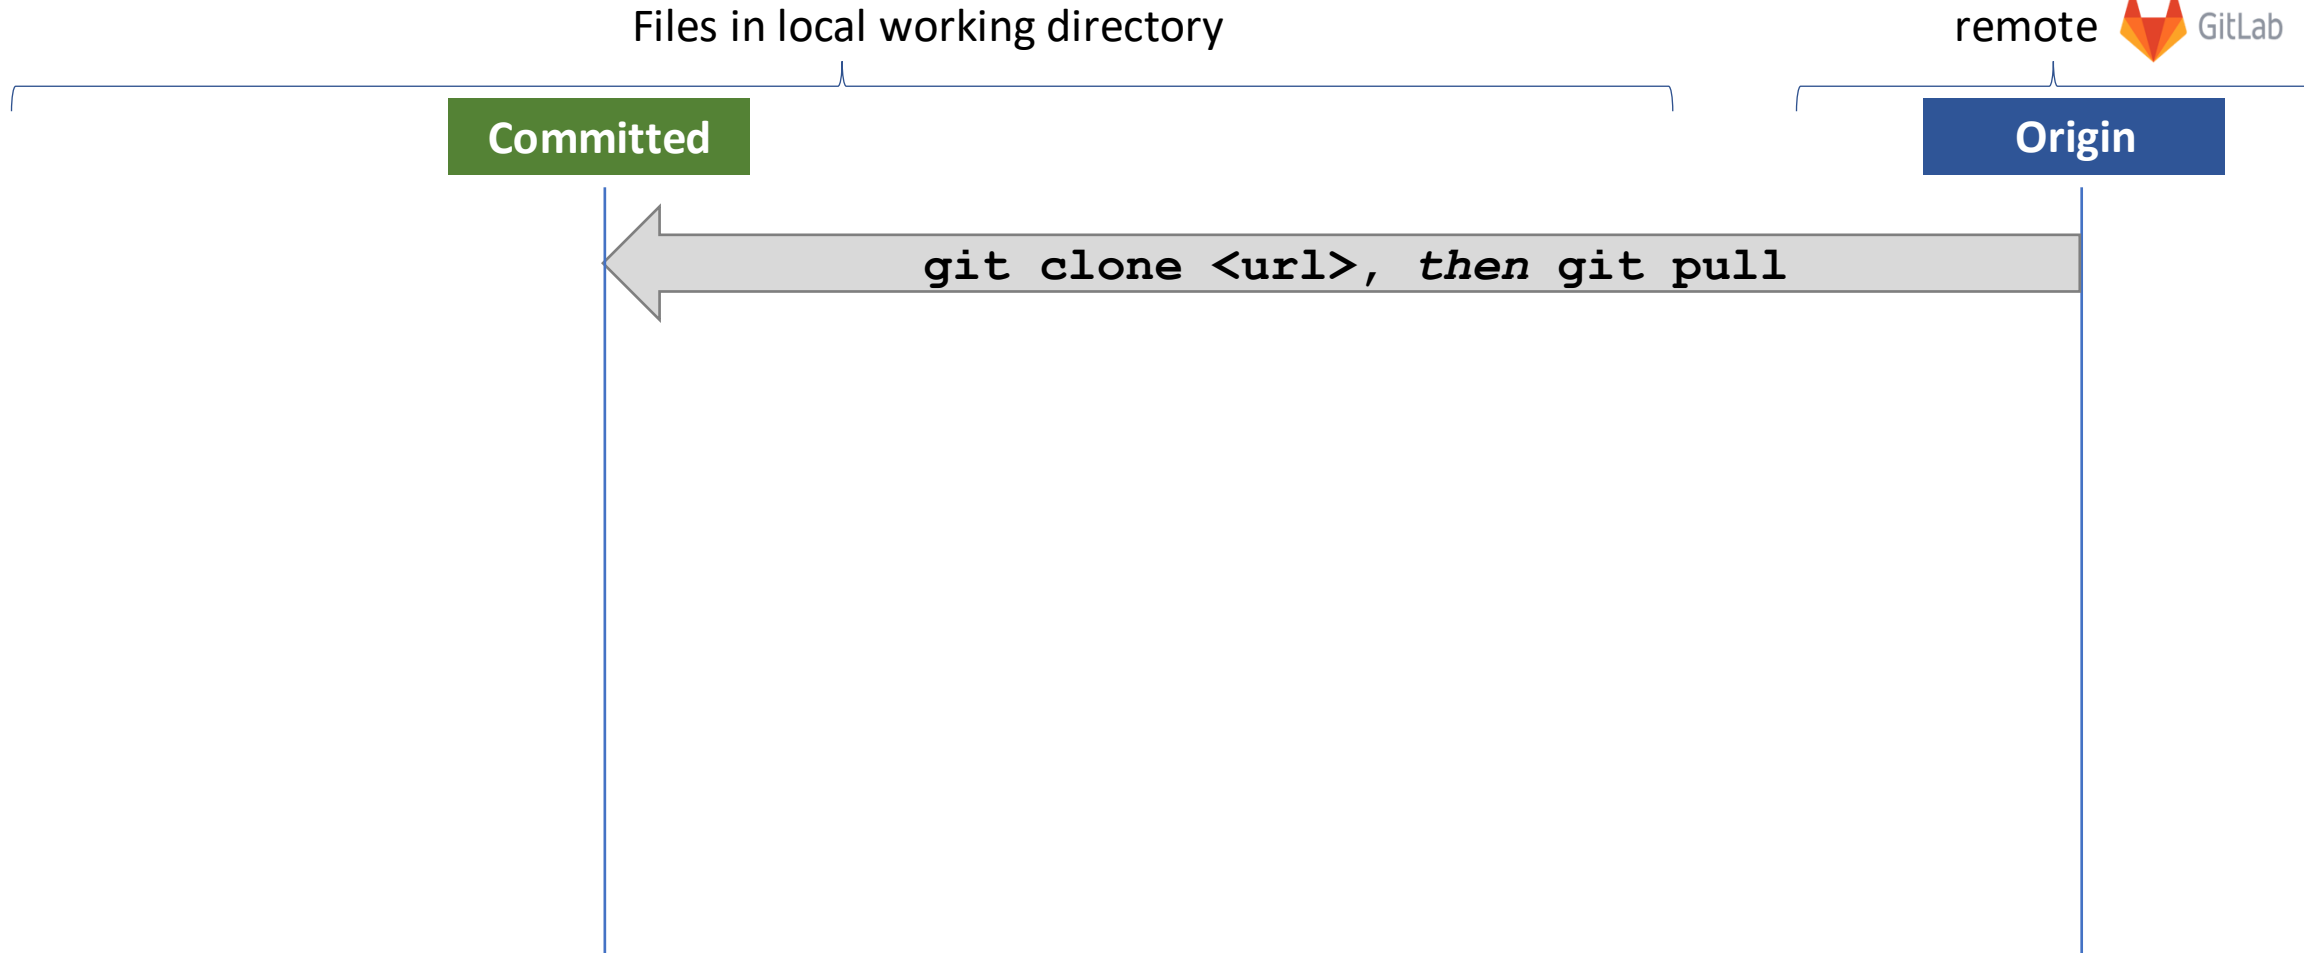 Files in local working directory
remote GitLab
Committed
Origin
git clone <url>, then git pull